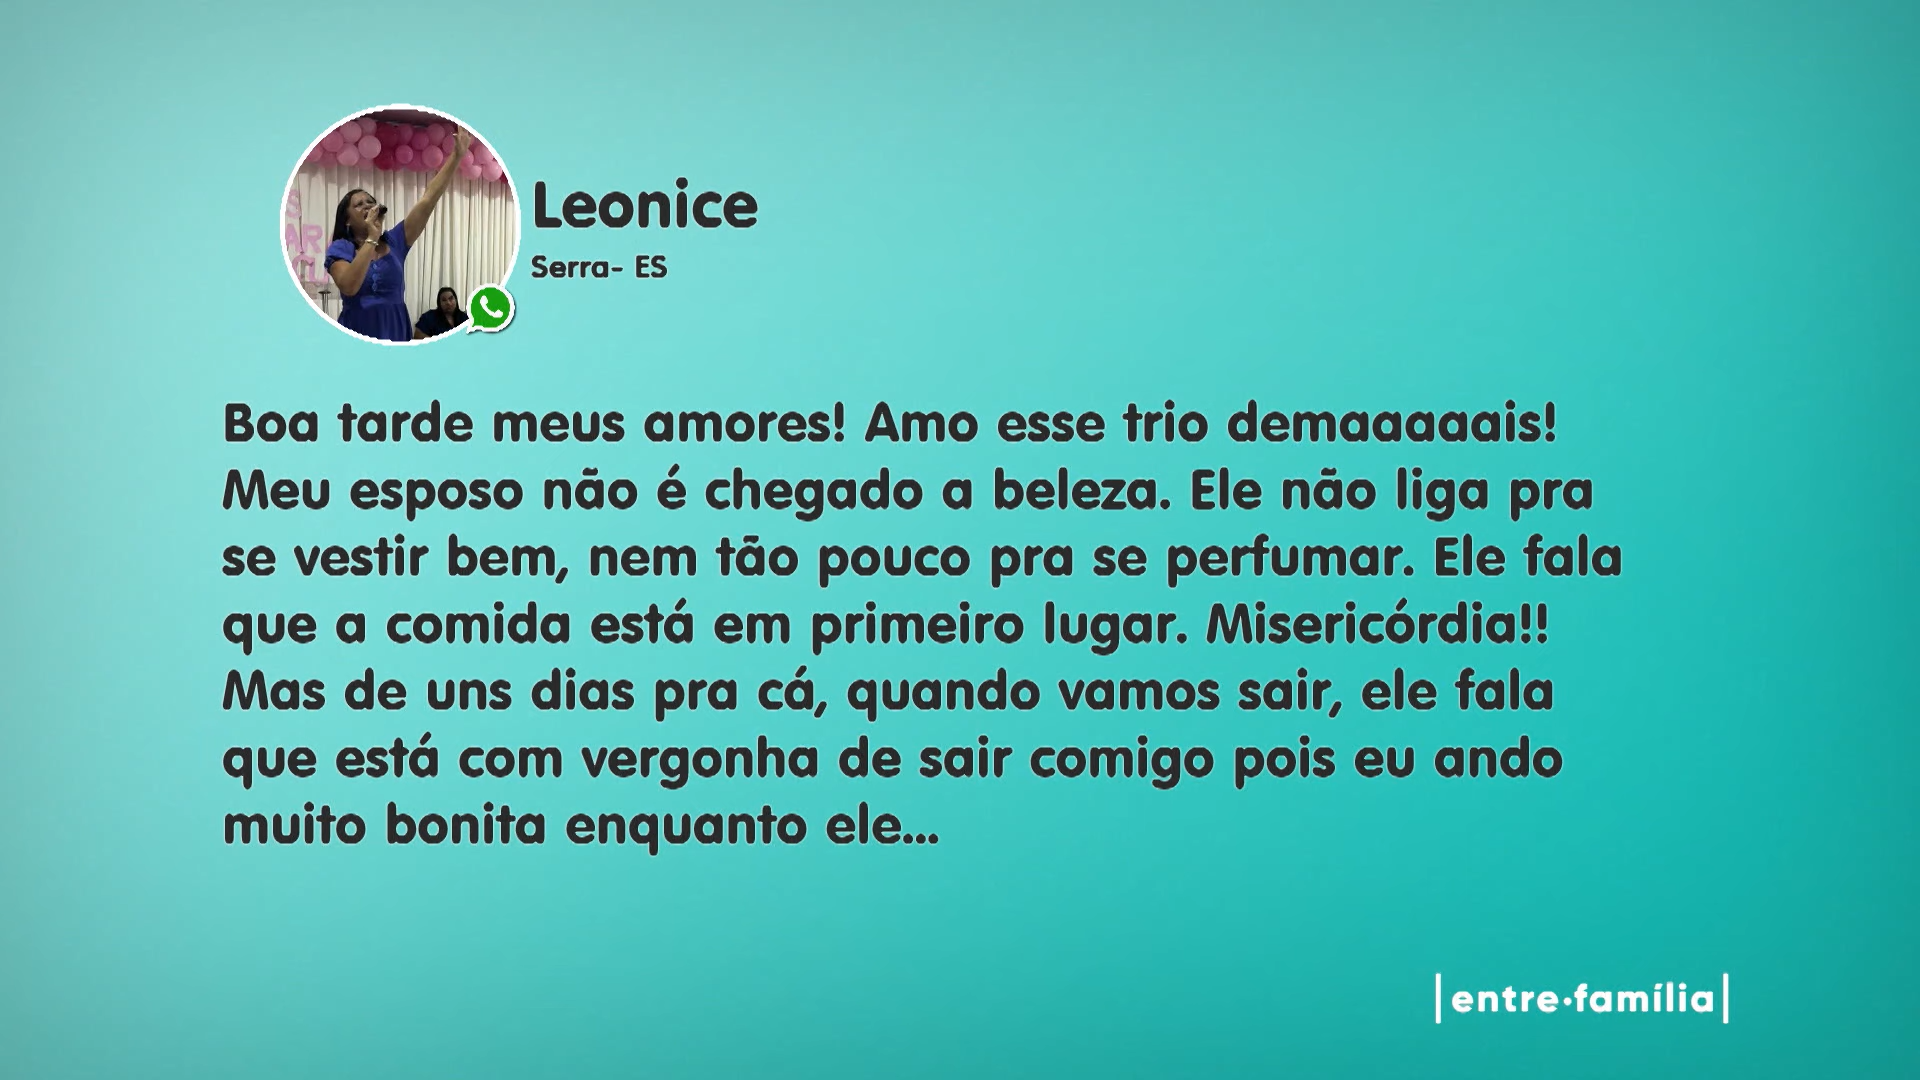 Leonice
Serra- ES
Boa tarde meus amores! Amo esse trio demaaaaais!
Meu esposo não é chegado a beleza. Ele não liga pra
se vestir bem, nem tão pouco pra se perfumar. Ele fala
que a comida está em primeiro lugar. Misericórdia!!
Mas de uns dias pra cá, quando vamos sair, ele fala
que está com vergonha de sair comigo pois eu ando
muito bonita enquanto ele...
|entre•família|